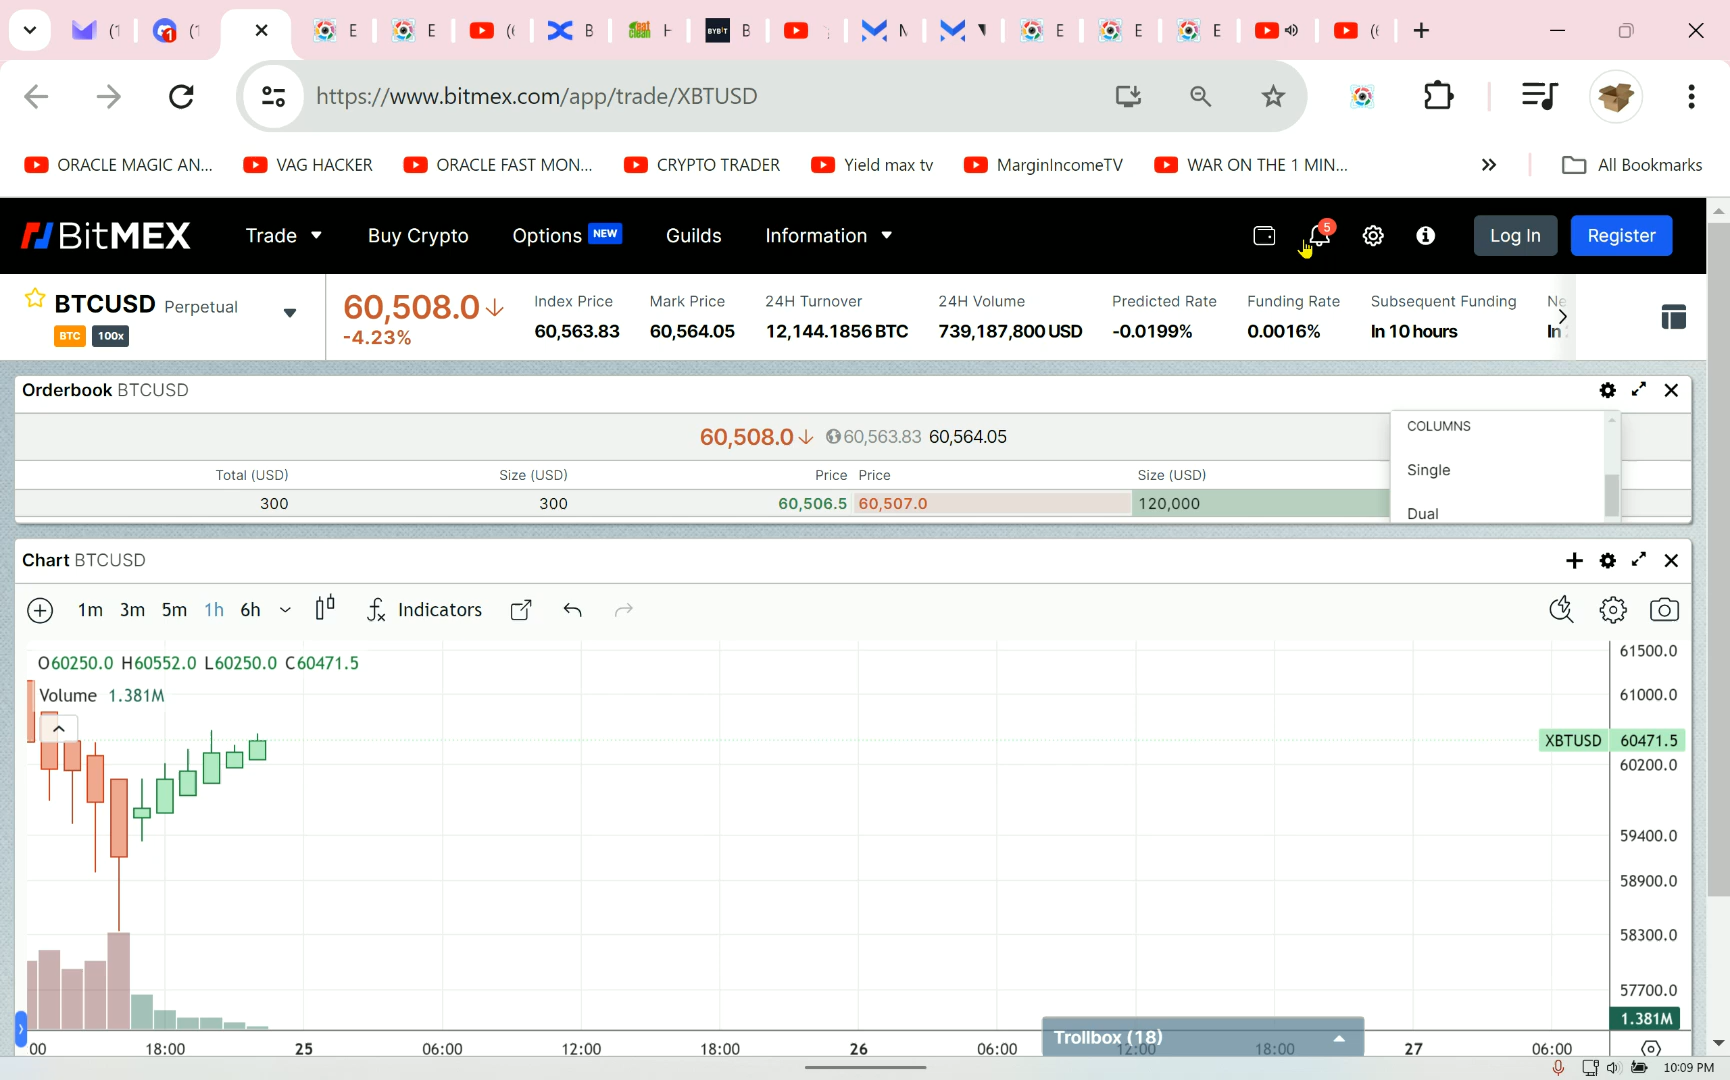 (1
(1
E
E
(
B
H
B
N
E
E
E
(
https://www.bitmex.com/app/trade/XBTUSD
ORACLE MAGIC AN... VAG HACKER ORACLE FAST MON... CRYPTO TRADER Yield max tv MarginIncomeTV WAR ON THE 1 MIN... » All Bookmarks
BitMEX Trade Buy Crypto Options NEW Guilds Information 5 Log In Register
BTCUSD Perpetual
BTC 100x
60,508.0↓
-4.23%
Index Price Mark Price 24H Turnover 24H Volume Predicted Rate Funding Rate Subsequent Funding Ne
60,563.83 60,564.05 12,144.1856 BTC 739,187,800 USD -0.0199% 0.0016% In 10 hours In
Orderbook BTCUSD
60,508.0↓ 60,563.83 60,564.05
COLUMNS
Single
Dual
Total (USD) Size (USD) Price Price Size (USD)
300 300 60,506.5 60,507.0 120,000
Chart BTCUSD
1m 3m 5m 1h 6h Indicators
O60250.0 H60552.0 L60250.0 C60471.5
Volume 1.381M
61500.0
61000.0
XBTUSD 60471.5
60200.0
59400.0
58900.0
58300.0
57700.0
1.381M
Trollbox (18)
00 18:00 25 06:00 12:00 18:00 26 06:00 12:00 18:00 27 06:00
10:09 PM